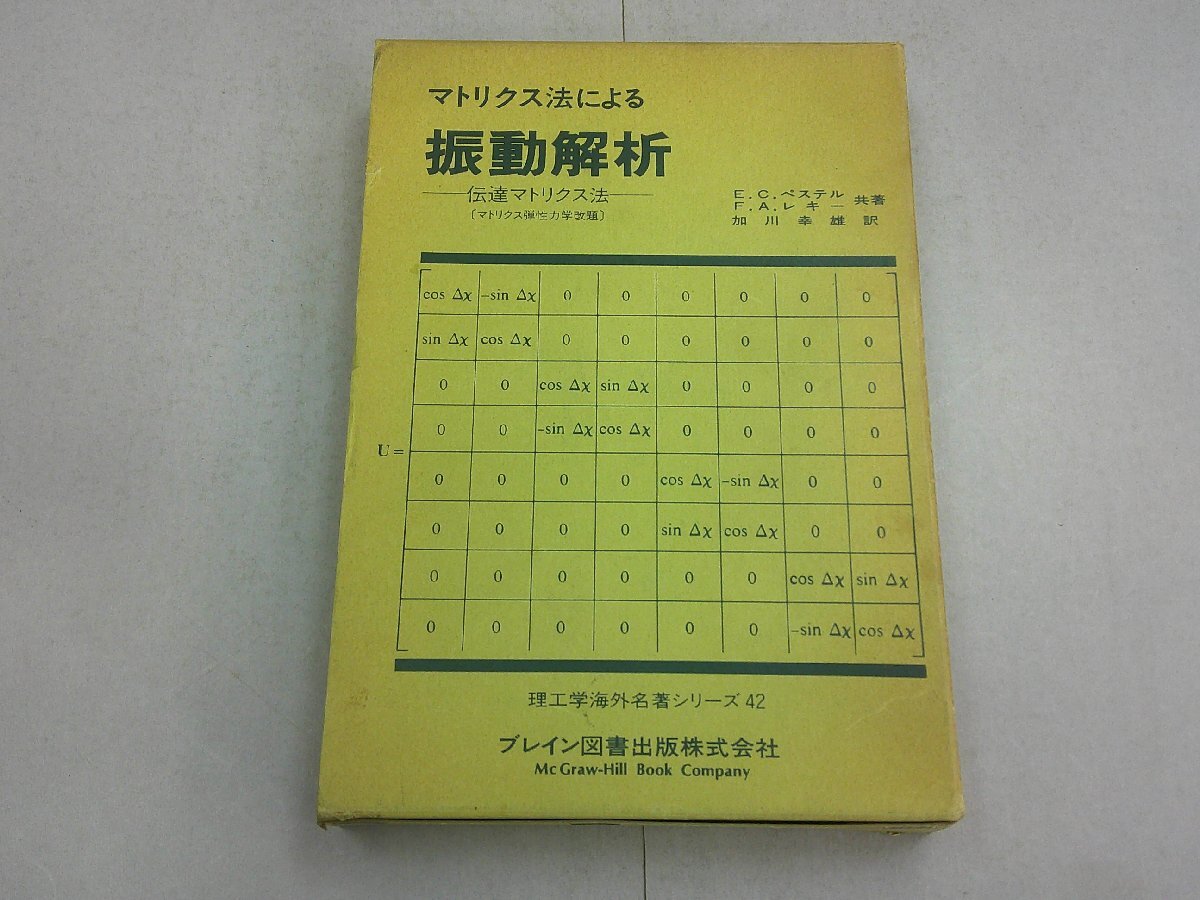 マトリクス法による
振動解析
——伝達マトリクス法——
〔マトリクス弾性力学改題〕
E.C.ペステル
F.A.レキー 共著
加川幸雄 訳
cos Δχ -sin Δχ 0 0 0 0 0 0
sin Δχ cos Δχ 0 0 0 0 0 0
0 0 cos Δχ sin Δχ 0 0 0 0
0 0 -sin Δχ cos Δχ 0 0 0 0
U=
0 0 0 0 cos Δχ -sin Δχ 0 0
0 0 0 0 sin Δχ cos Δχ 0 0
0 0 0 0 0 0 cos Δχ sin Δχ
0 0 0 0 0 0 -sin Δχ cos Δχ
理工学海外名著シリーズ 42
ブレイン図書出版株式会社
McGraw-Hill Book Company